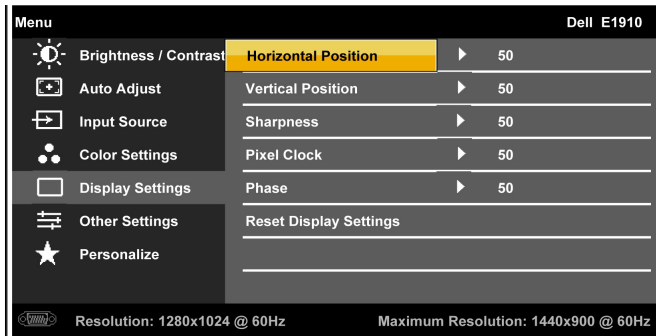 Menu Dell E1910
Brightness / Contrast Horizontal Position 50
Auto Adjust Vertical Position 50
Input Source Sharpness 50
Color Settings Pixel Clock 50
Display Settings Phase 50
Other Settings Reset Display Settings
Personalize
Resolution: 1280x1024 @ 60Hz Maximum Resolution: 1440x900 @ 60Hz